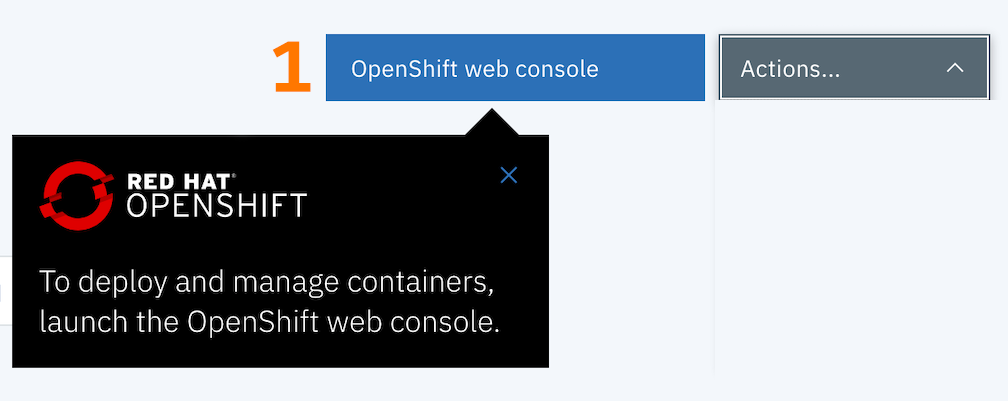 1
OpenShift web console
Actions...
RED HAT®
OPENSHIFT
To deploy and manage containers,
launch the OpenShift web console.